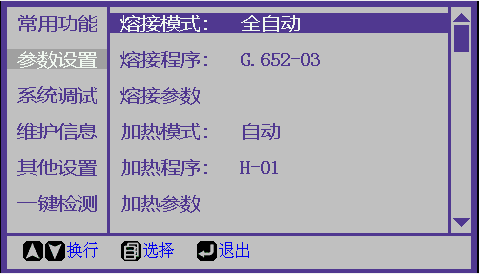 常用功能
参数设置
系统调试
维护信息
其他设置
一键检测
熔接模式: 全自动
熔接程序: G.652-03
熔接参数
加热模式: 自动
加热程序: H-01
加热参数
换行 选择 退出